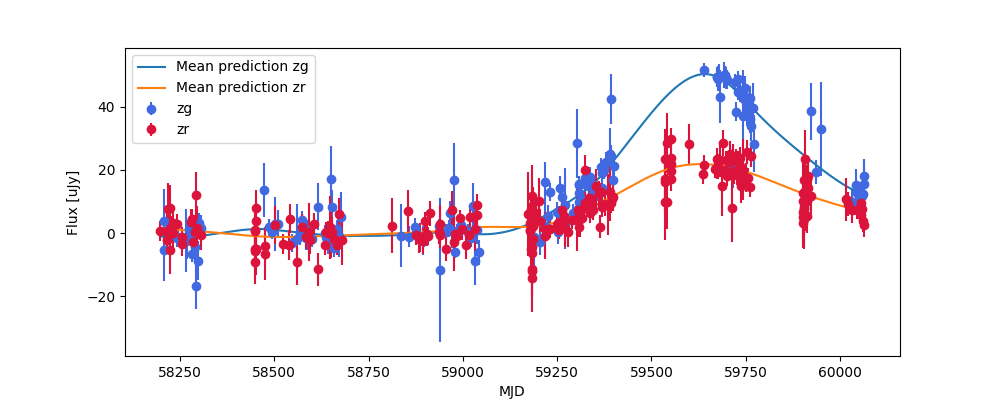 Mean prediction zg
Mean prediction zr
zg
zr
Flux [uJy]
40
20
0
−20
58250 58500 58750 59000 59250 59500 59750 60000
MJD